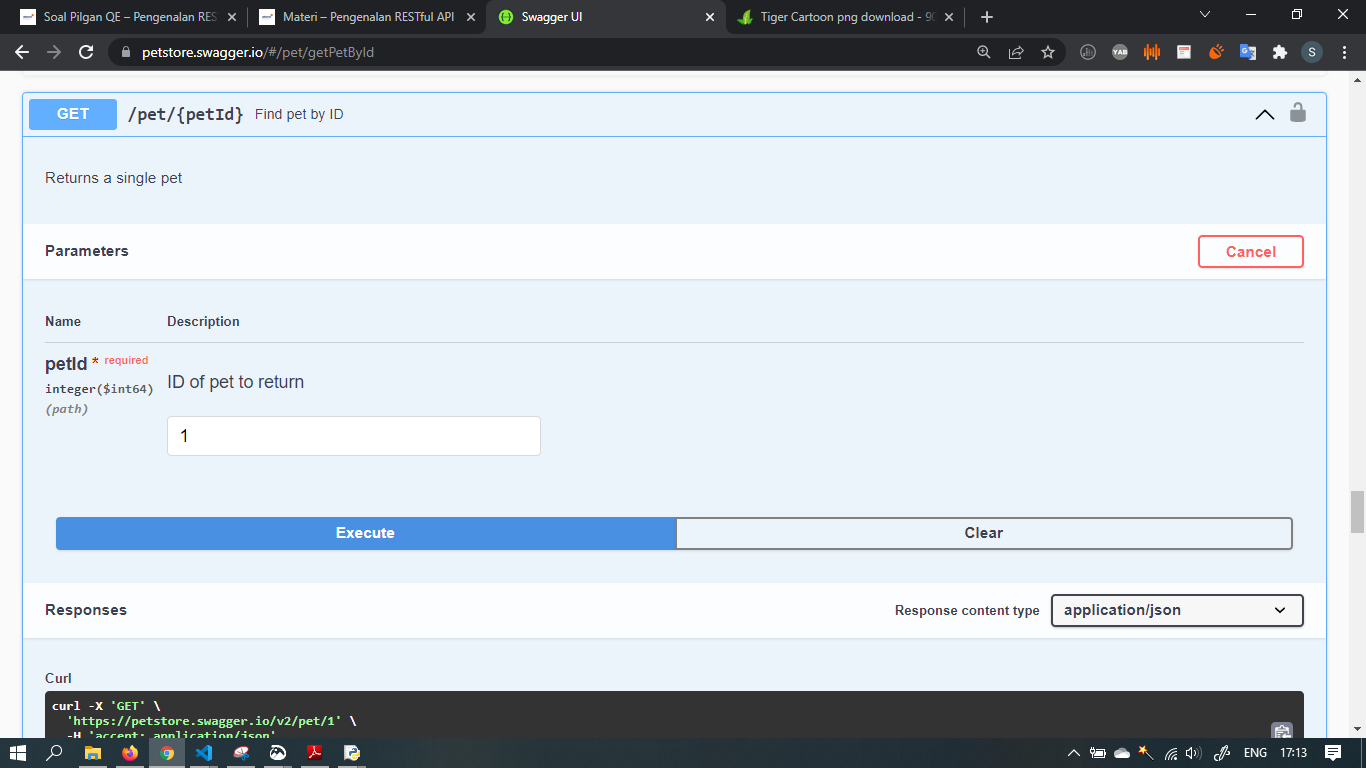 Soal Pilgan QE – Pengenalan RES
Materi – Pengenalan RESTful API
Swagger UI
Tiger Cartoon png download - 90
petstore.swagger.io/#/pet/getPetById
YAB
S
GET /pet/{petId} Find pet by ID
Returns a single pet
Parameters
Cancel
Name Description
petId * required
integer($int64)
(path)
ID of pet to return
1
Execute
Clear
Responses
Response content type application/json
Curl
curl -X 'GET' \
'https://petstore.swagger.io/v2/pet/1' \
-H 'accept: application/json'
ENG 17:13